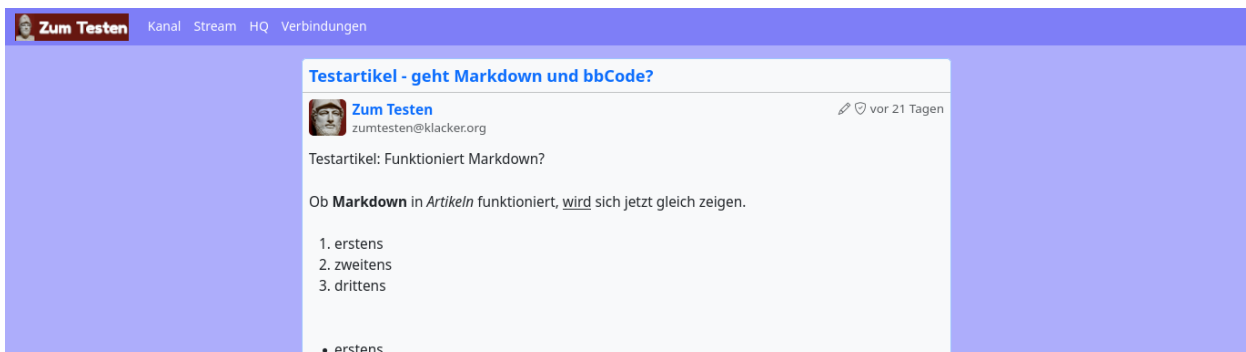 Zum Testen Kanal Stream HQ Verbindungen
Testartikel - geht Markdown und bbCode?
Zum Testen
vor 21 Tagen
zumtesten@klacker.org
Testartikel: Funktioniert Markdown?
Ob Markdown in Artikeln funktioniert, wird sich jetzt gleich zeigen.
1. erstens
2. zweitens
3. drittens
• erstens